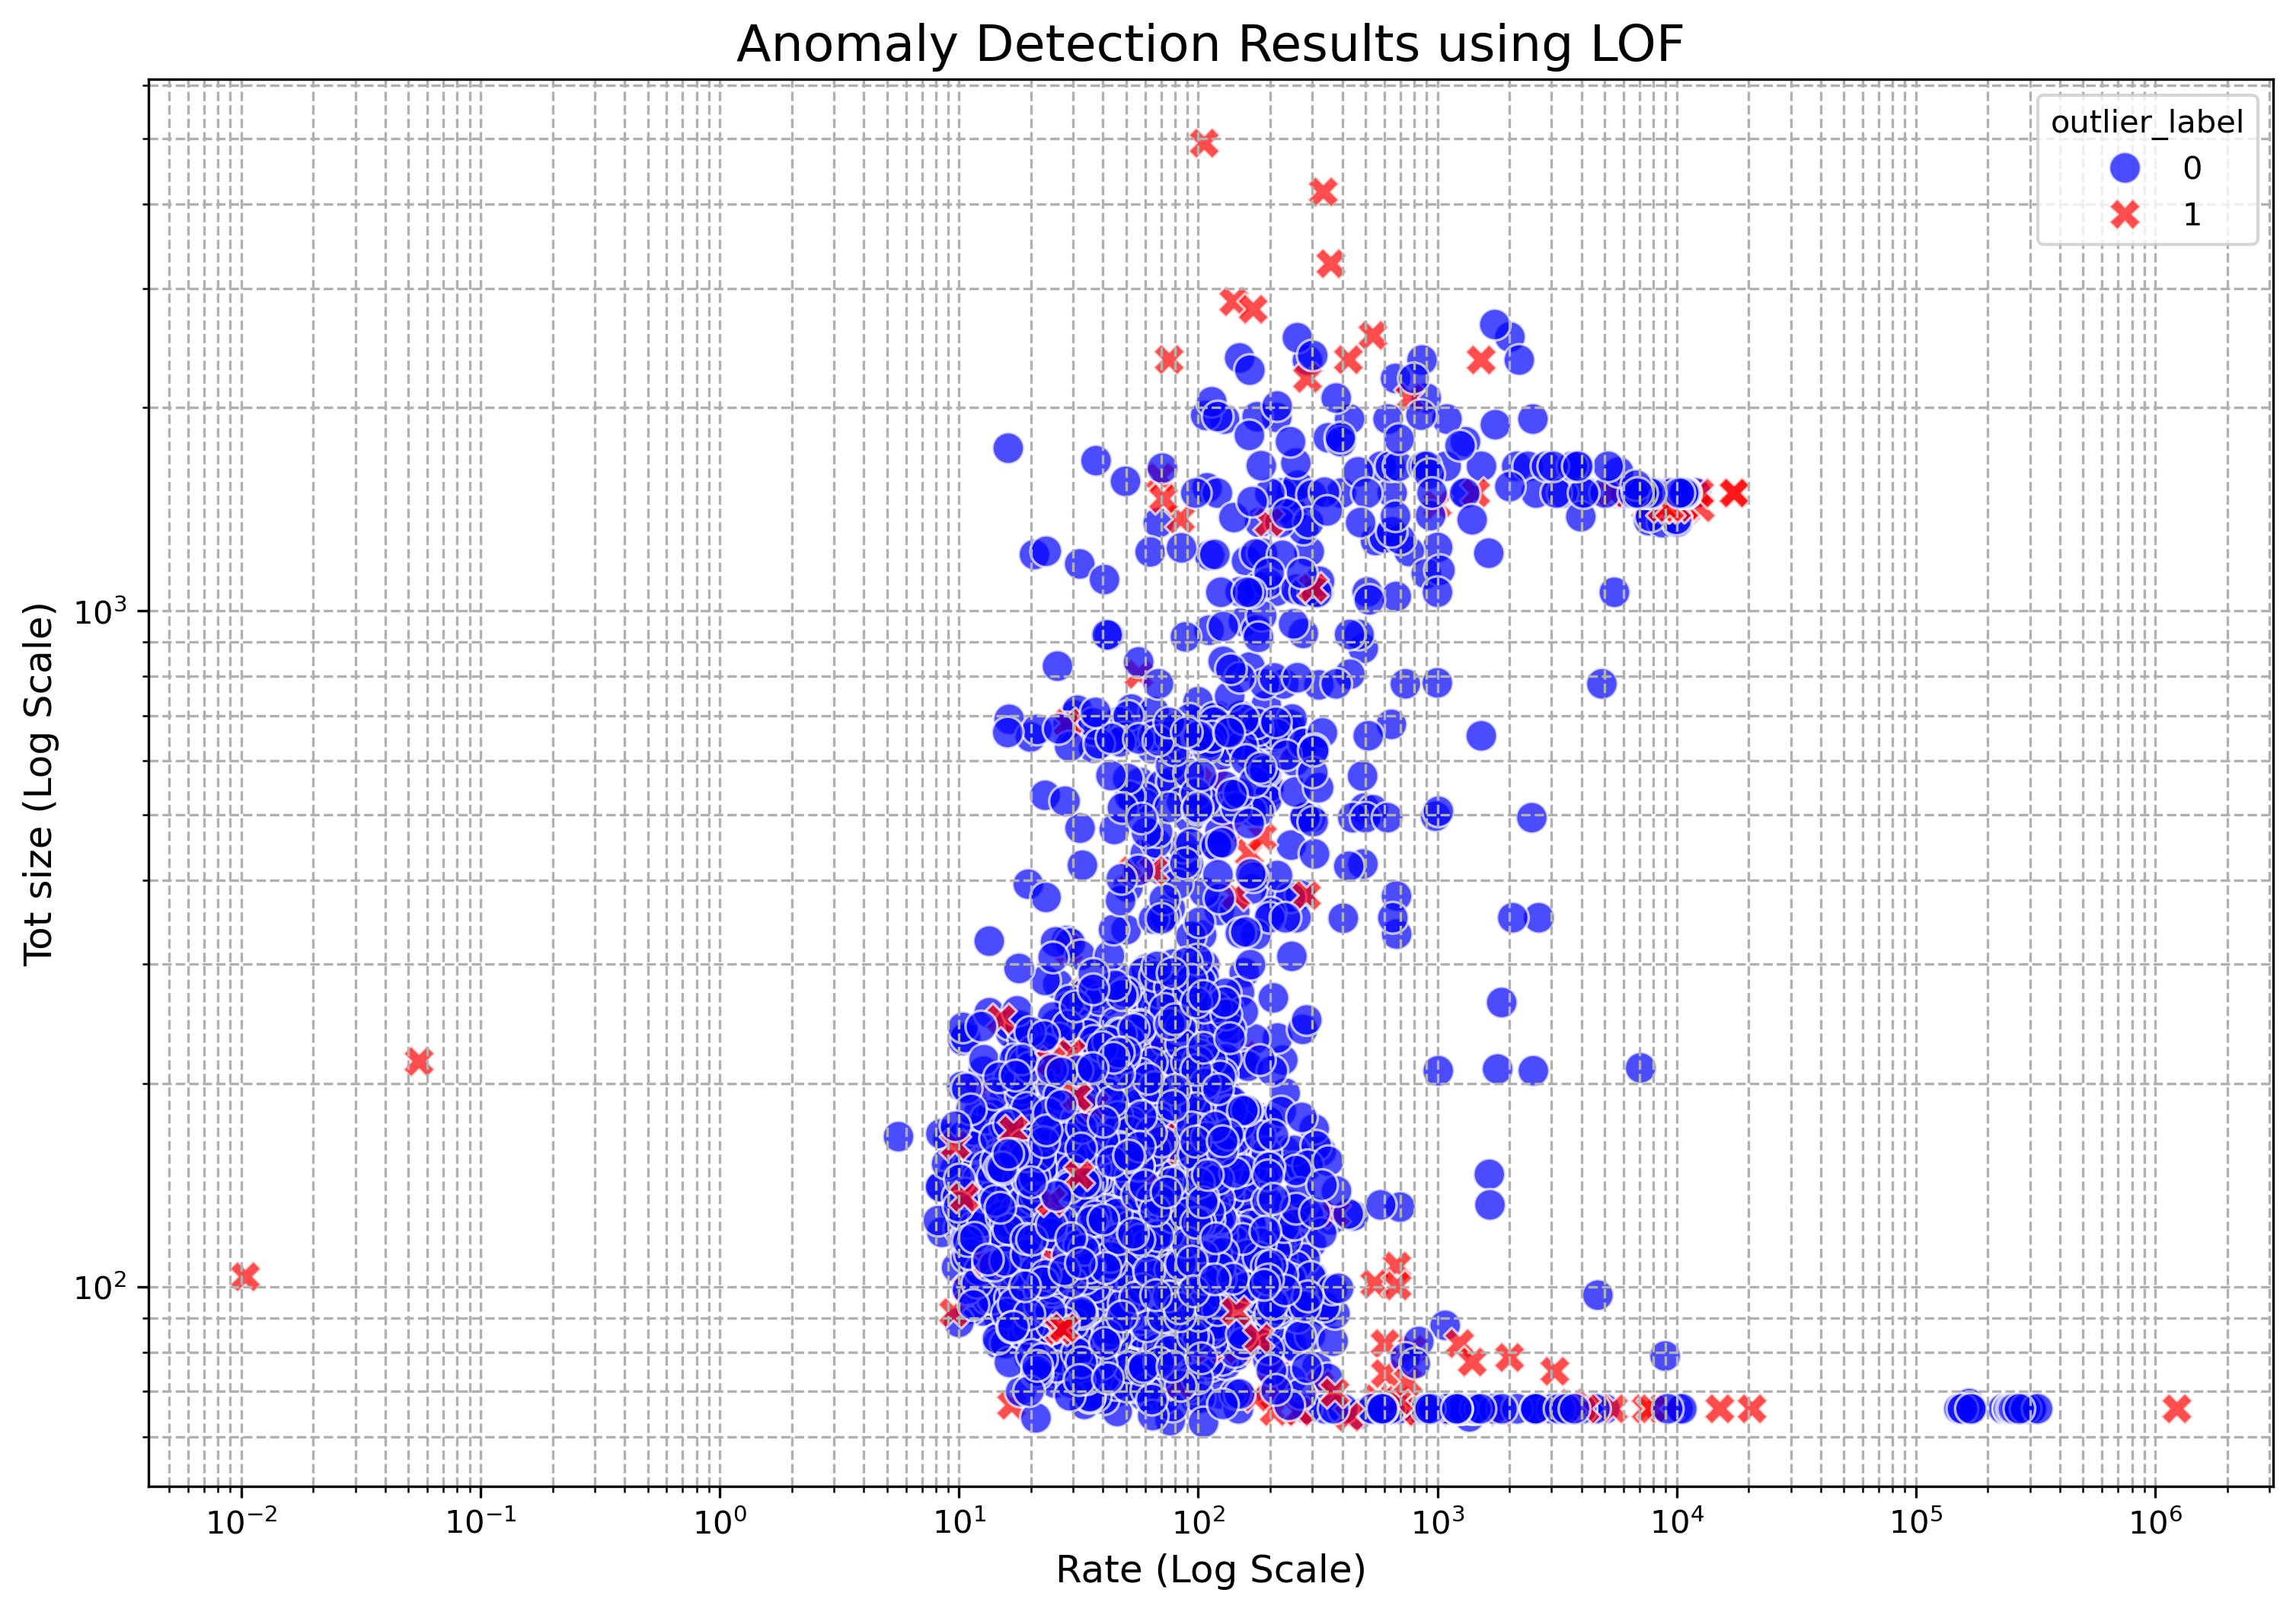 Anomaly Detection Results using LOF
outlier_label
0
1
Tot size (Log Scale)
10³
10²
10⁻² 10⁻¹ 10⁰ 10¹ 10² 10³ 10⁴ 10⁵ 10⁶
Rate (Log Scale)